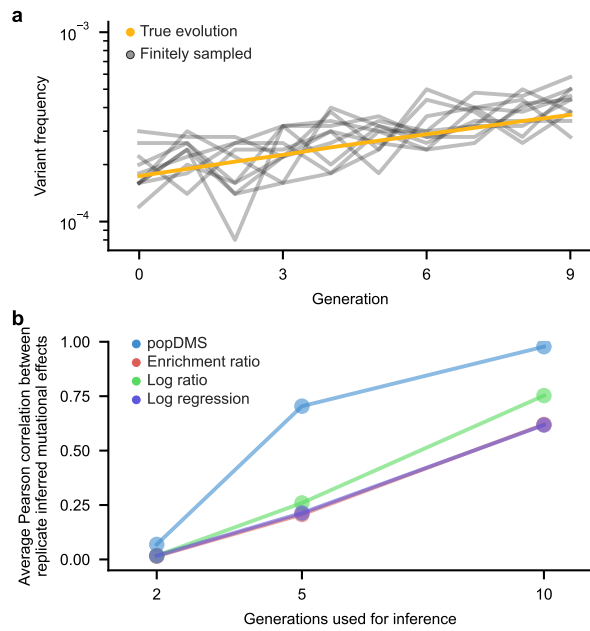 a
10⁻³
True evolution
Finitely sampled
Variant frequency
10⁻⁴
0 3 6 9
Generation
b
1.00
popDMS
Enrichment ratio
Log ratio
Log regression
0.75
0.50
0.25
0.00
Average Pearson correlation between
replicate inferred mutational effects
2 5 10
Generations used for inference